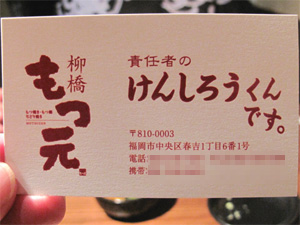 柳橋
もつ元
責任者の
けんしろうくん
です。
〒810-0003
福岡市中央区春吉1丁目6番1号
電話:
携帯: